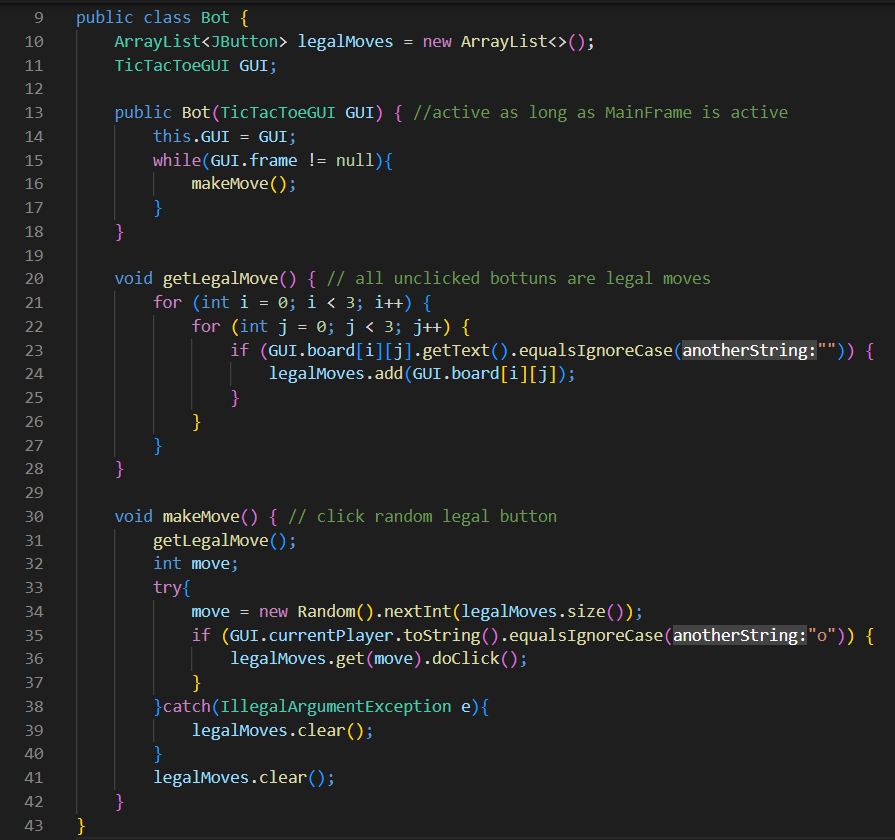 9 public class Bot {
10 ArrayList<JButton> legalMoves = new ArrayList<>();
11 TicTacToeGUI GUI;
12
13 public Bot(TicTacToeGUI GUI) { //active as long as MainFrame is active
14 this.GUI = GUI;
15 while(GUI.frame != null){
16 makeMove();
17 }
18 }
19
20 void getLegalMove() { // all unclicked bottuns are legal moves
21 for (int i = 0; i < 3; i++) {
22 for (int j = 0; j < 3; j++) {
23 if (GUI.board[i][j].getText().equalsIgnoreCase(anotherString:"")) {
24 legalMoves.add(GUI.board[i][j]);
25 }
26 }
27 }
28 }
29
30 void makeMove() { // click random legal button
31 getLegalMove();
32 int move;
33 try{
34 move = new Random().nextInt(legalMoves.size());
35 if (GUI.currentPlayer.toString().equalsIgnoreCase(anotherString:"o")) {
36 legalMoves.get(move).doClick();
37 }
38 }catch(IllegalArgumentException e){
39 legalMoves.clear();
40 }
41 legalMoves.clear();
42 }
43 }